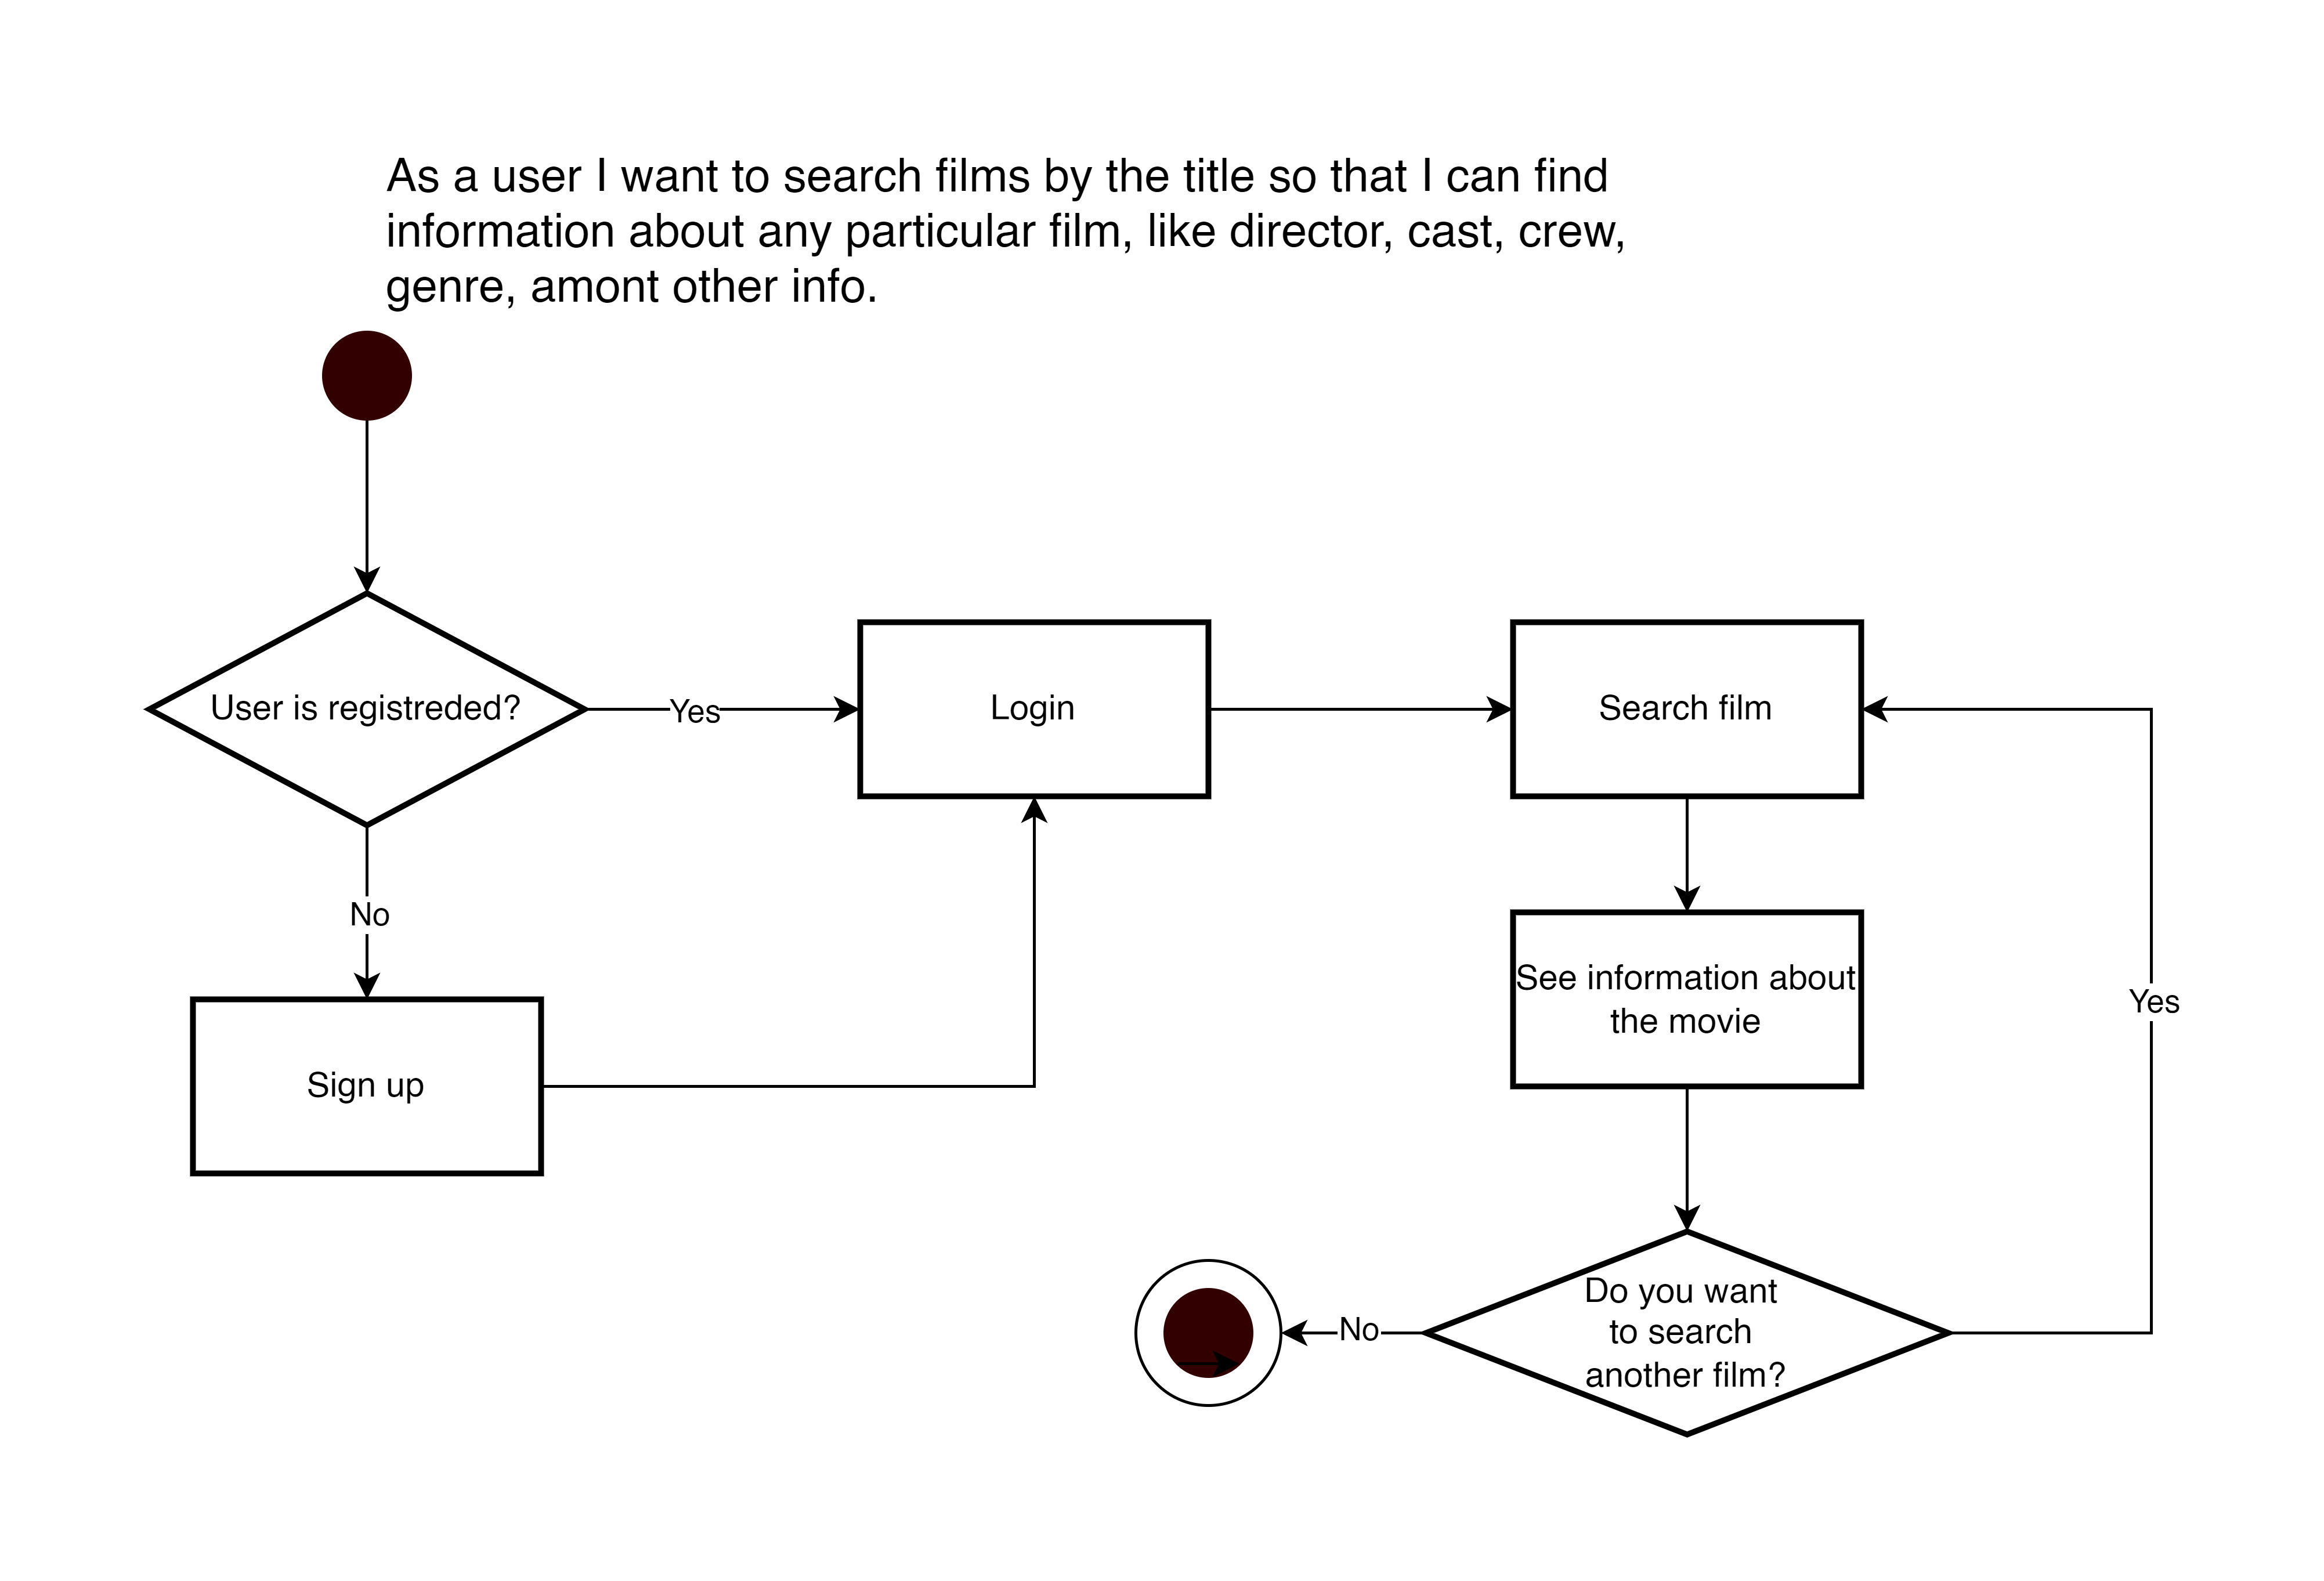 As a user I want to search films by the title so that I can find
information about any particular film, like director, cast, crew,
genre, amont other info.
User is registreded?
Yes
Login
Search film
No
See information about
the movie
Yes
Sign up
Do you want
to search
another film?
No